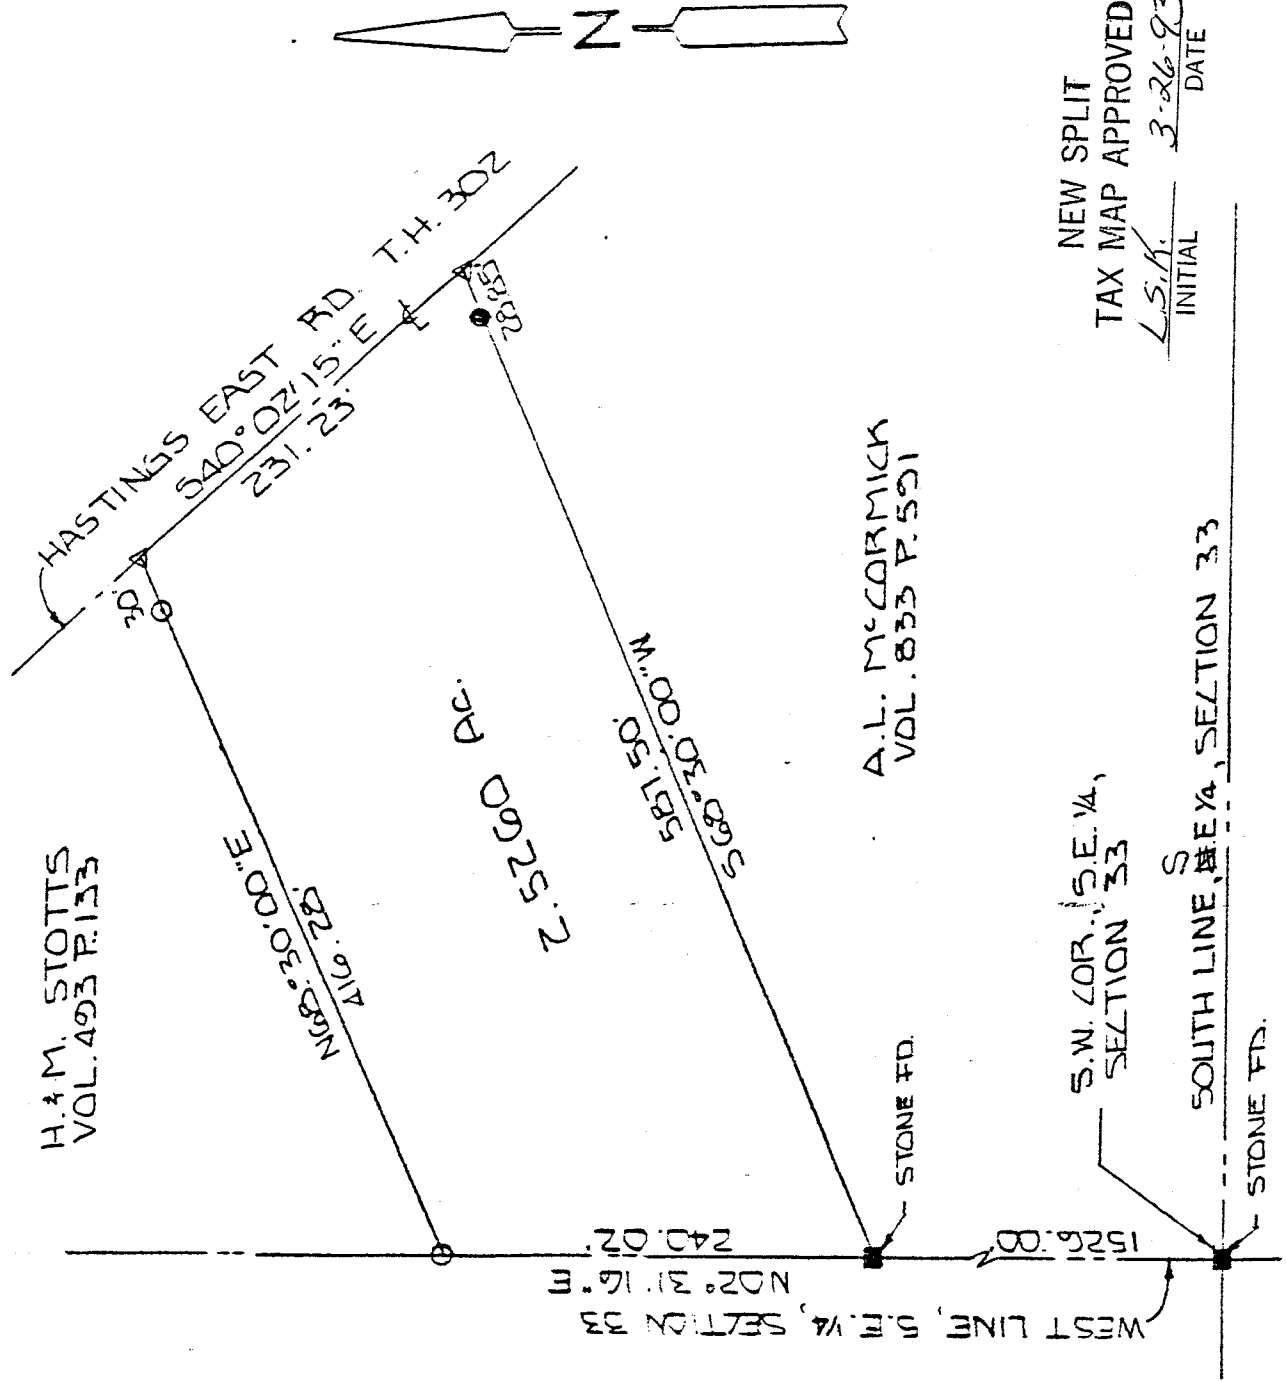 N
NEW SPLIT
TAX MAP APPROVED
L.S.K. 3-26-93
INITIAL DATE
HASTINGS EAST RD. T.H. 302
S40°02'15"E
231.23'
30'
28.85
H. & M. STOTTS
VOL. 493 P. 133
N68°30'00"E
416.28'
2.5260 Ac.
587.50'
S68°30'00"W
A.L. McCORMICK
VOL. 833 P. 591
S.W. COR., S.E. 1/4,
SECTION 33
S
SOUTH LINE, E 1/4, SECTION 33
STONE FD.
STONE FD.
240.02'
N02°31'16"E
1526.00'
WEST LINE, S.E. 1/4, SECTION 33